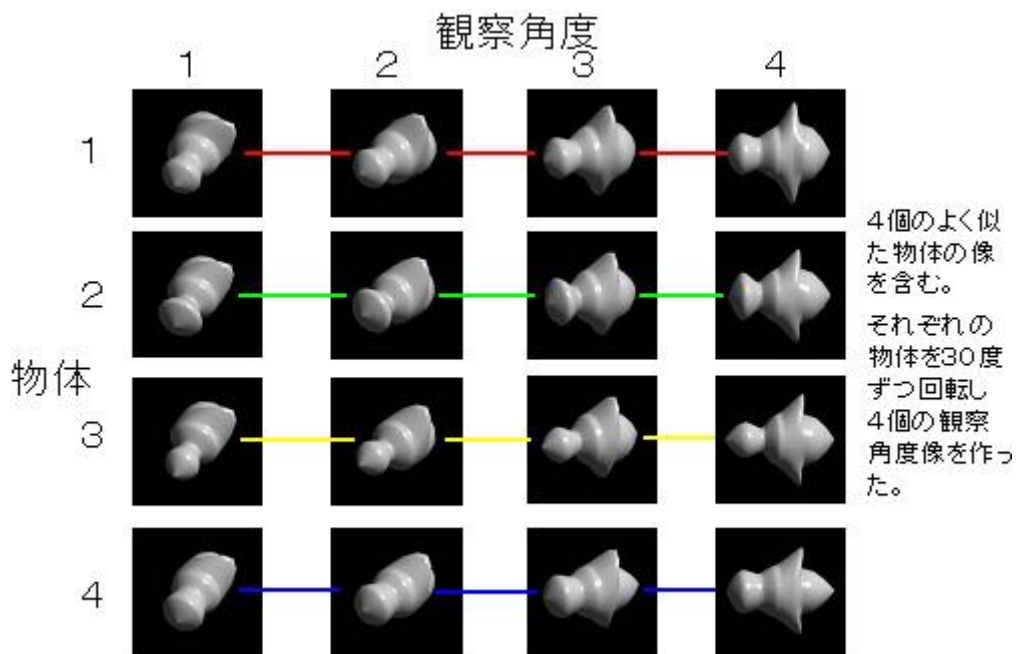 観察角度
1 2 3 4
1
2
物体
3
4
４個のよく似
た物体の像
を含む。
それぞれの
物体を30度
ずつ回転し
４個の観察
角度像を作っ
た。